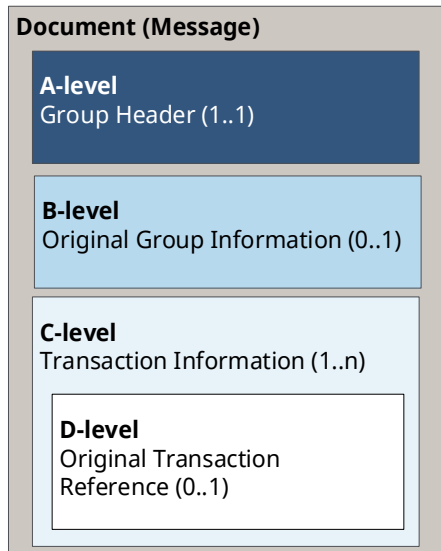 Document (Message)
A-level
Group Header (1..1)
B-level
Original Group Information (0..1)
C-level
Transaction Information (1..n)
D-level
Original Transaction
Reference (0..1)